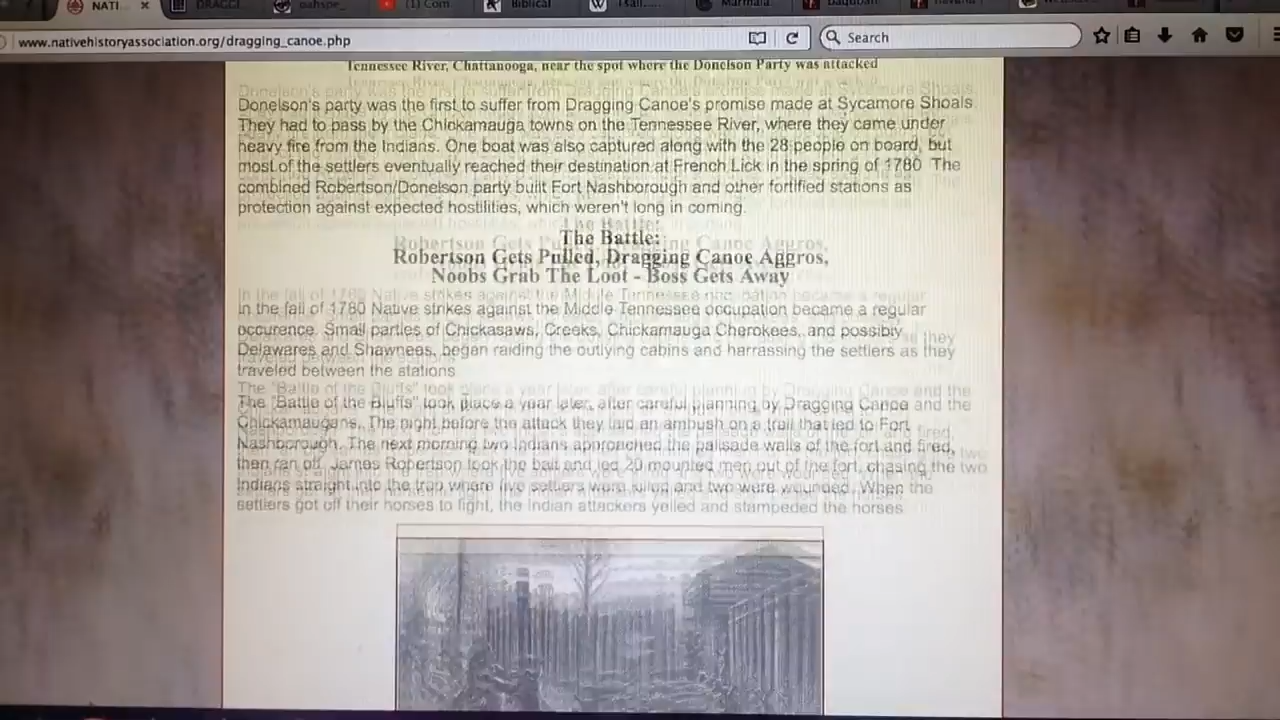 NATI...
DRAGG
oahspe_
(1) Com
Biblical
Tsali.....
Marmala
www.nativehistoryassociation.org/dragging_canoe.php
Search
Tennessee River, Chattanooga, near the spot where the Donelson Party was attacked
Donelson's party was the first to suffer from Dragging Canoe's promise made at Sycamore Shoals.
They had to pass by the Chickamauga towns on the Tennessee River, where they came under
heavy fire from the Indians. One boat was also captured along with the 28 people on board, but
most of the settlers eventually reached their destination at French Lick in the spring of 1780 The
combined Robertson/Donelson party built Fort Nashborough and other fortified stations as
protection against expected hostilities, which weren't long in coming.
The Battle:
Robertson Gets Pulled, Dragging Canoe Aggros,
Noobs Grab The Loot - Boss Gets Away
In the fall of 1780 Native strikes against the Middle Tennessee occupation became a regular
occurence. Small parties of Chickasaws, Creeks, Chickamauga Cherokees, and possibly
Delawares and Shawnees, began raiding the outlying cabins and harrassing the settlers as they
traveled between the stations
The "Battle of the Bluffs" took place a year later, after careful planning by Dragging Canoe and the
Chickamaugans. The night before the attack they laid an ambush on a trail that led to Fort
Nashborough. The next morning two Indians approached the palisade walls of the fort and fired,
then ran off. James Robertson took the bait and led 20 mounted men out of the fort, chasing the two
Indians straight into the trap where five settlers were killed and two were wounded. When the
settlers got off their horses to fight, the Indian attackers yelled and stampeded the horses